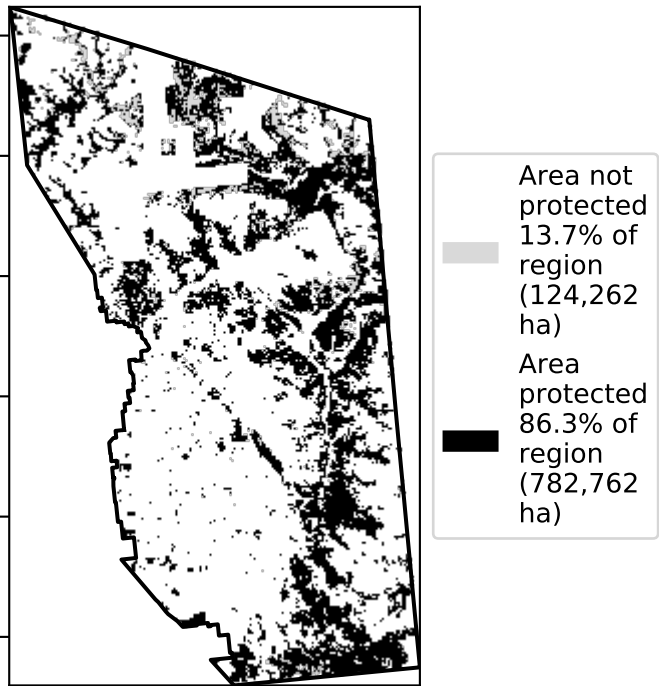 Area not
protected
13.7% of
region
(124,262
ha)
Area
protected
86.3% of
region
(782,762
ha)